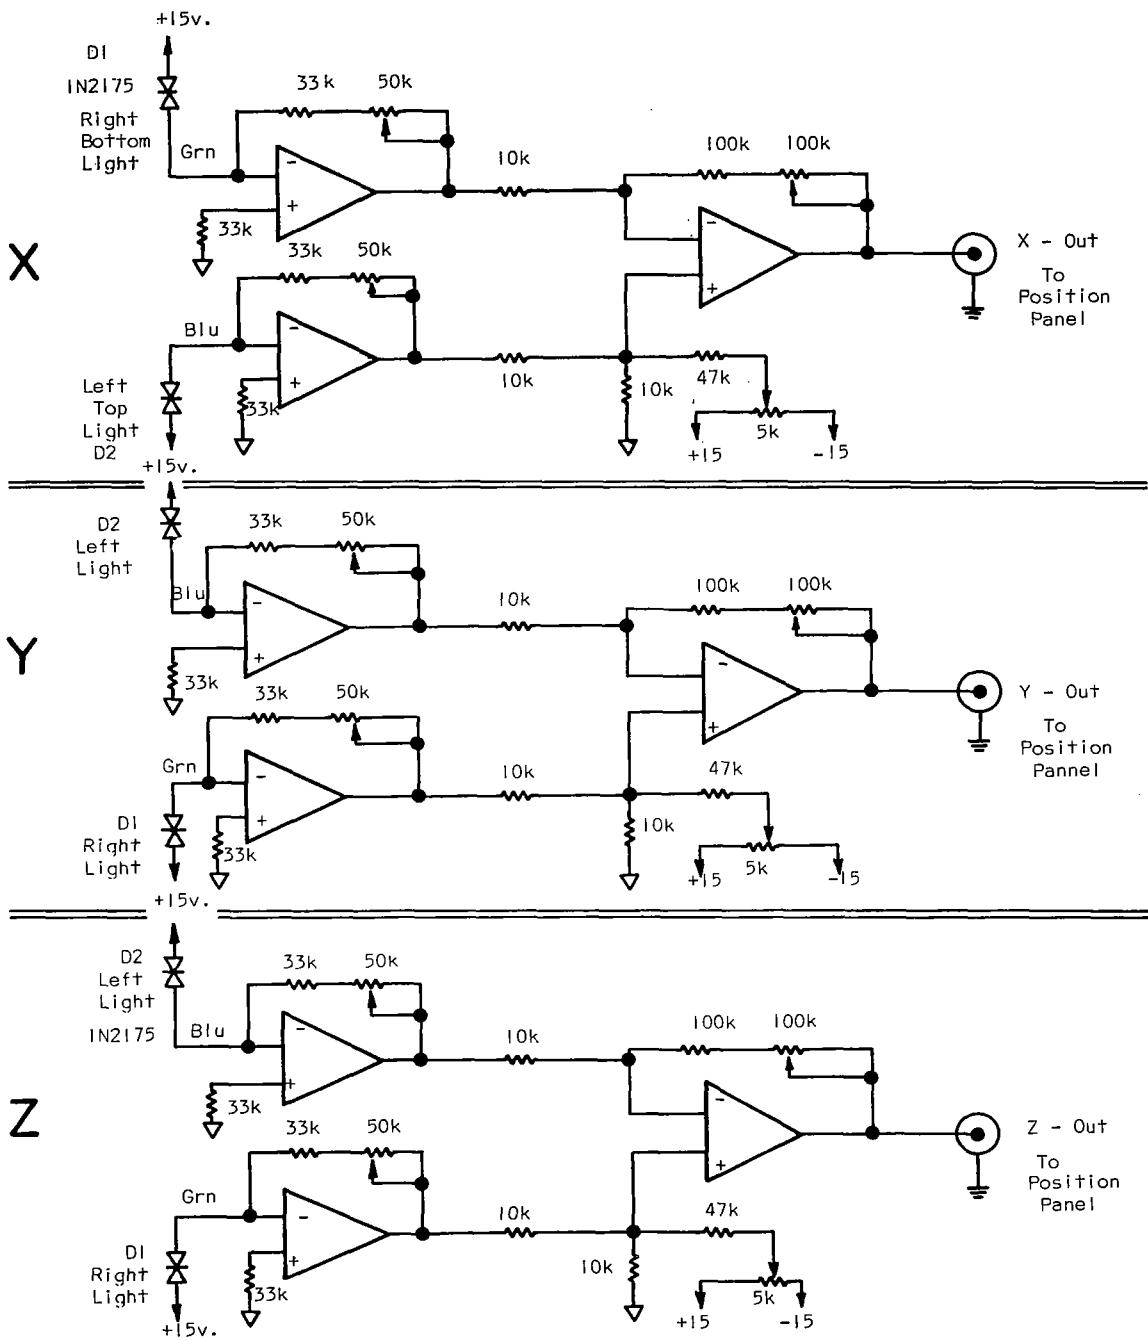 +15v.
D1
1N2175
Right
Bottom
Light
Grn
33k
50k
33k
10k
100k
100k
-
+
-
+
X
33k
50k
Blu
-
+
33k
10k
10k
47k
5k
+15
-15
X - Out
To
Position
Panel
Left
Top
Light
D2
+15v.
D2
Left
Light
Blu
33k
50k
-
+
33k
10k
100k
100k
-
+
Y
33k
50k
Grn
-
+
33k
10k
10k
47k
5k
+15
-15
Y - Out
To
Position
Pannel
D1
Right
Light
+15v.
D2
Left
Light
1N2175
Blu
33k
50k
-
+
33k
10k
100k
100k
-
+
Z
33k
50k
Grn
-
+
33k
10k
10k
47k
5k
+15
-15
Z - Out
To
Position
Panel
D1
Right
Light
+15v.